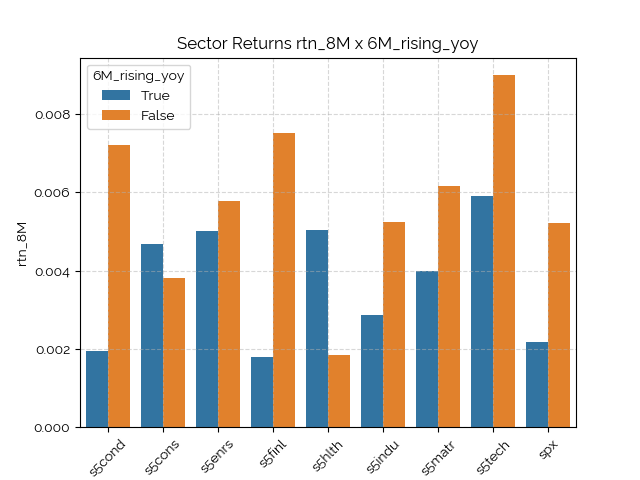 Sector Returns rtn_8M x 6M_rising_yoy
6M_rising_yoy
True
False
rtn_8M
0.008
0.006
0.004
0.002
0.000
s5cond
s5cons
s5enrs
s5finl
s5hlth
s5indu
s5matr
s5tech
spx